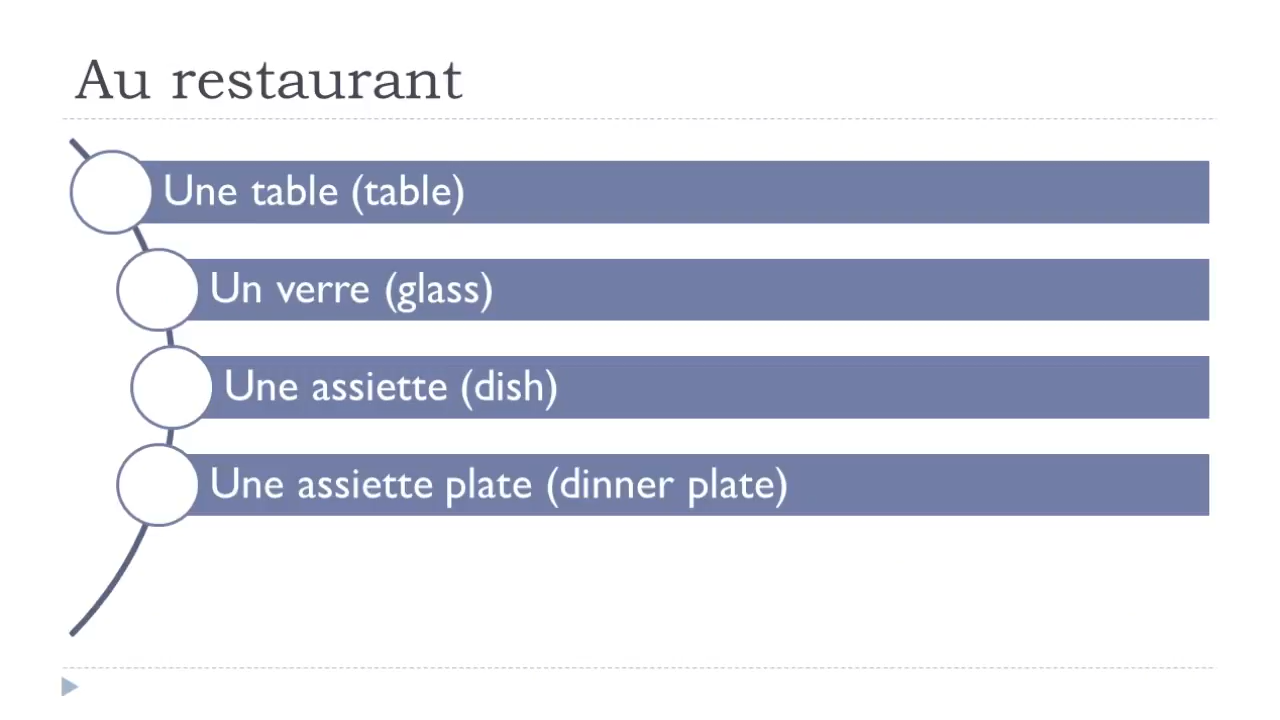 Au restaurant
Une table (table)
Un verre (glass)
Une assiette (dish)
Une assiette plate (dinner plate)